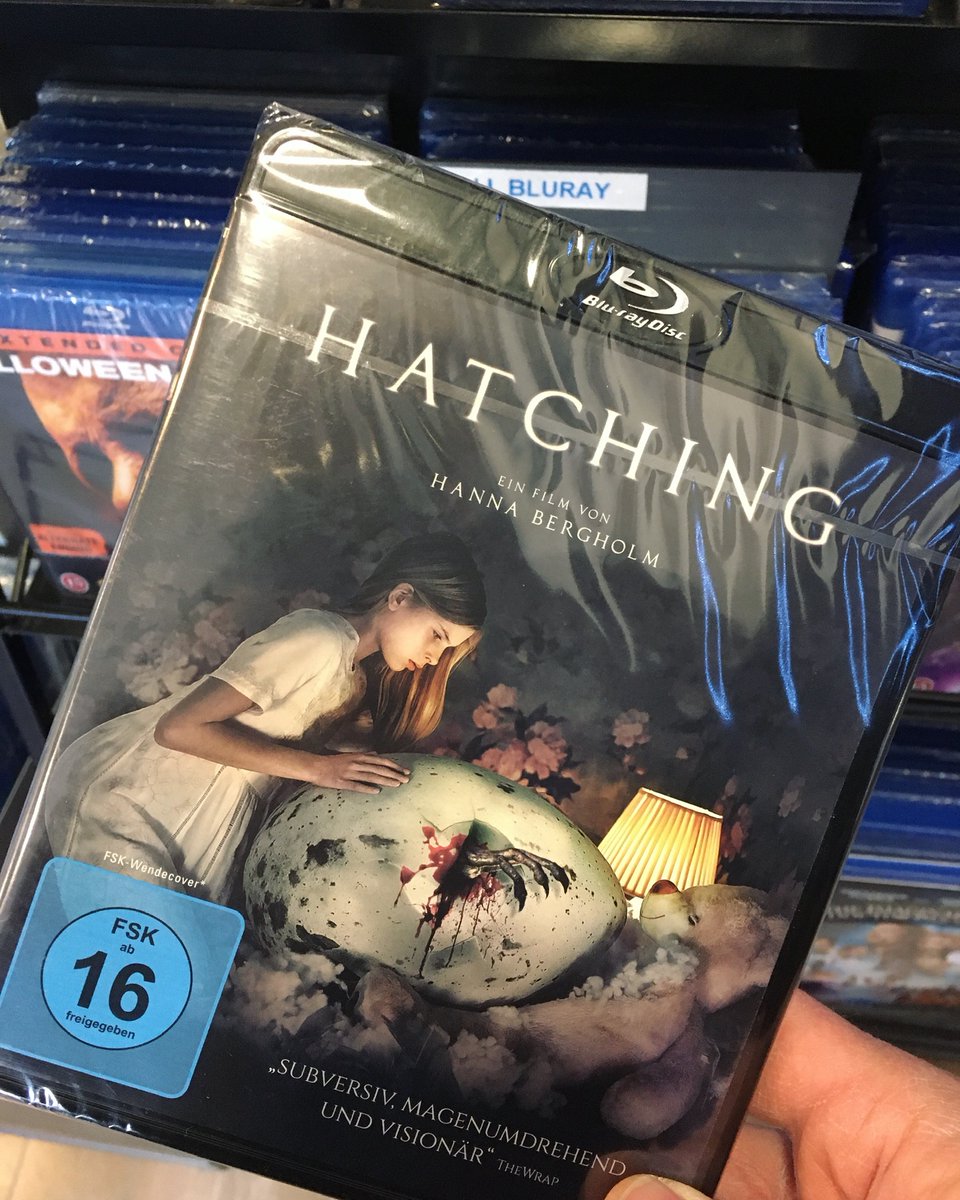 BLURAY
Blu-ray Disc
EXTENDED
LLOWEEN
HATCHING
EIN FILM VON
HANNA BERGHOLM
FSK-Wendecover*
FSK
ab
16
freigegeben
„SUBVERSIV, MAGENUMDREHEND
UND VISIONÄR“ THEWRAP